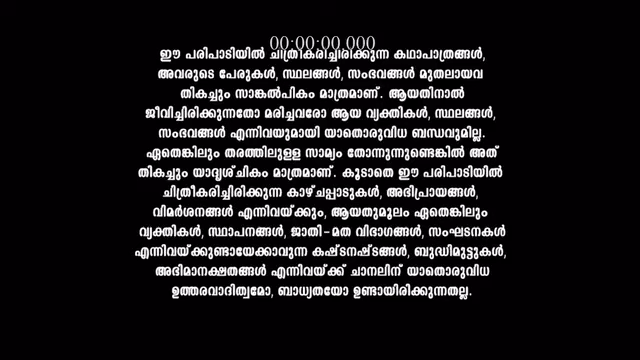 00:00:00.000
ഈ പരിപാടിയിൽ ചിത്രീകരിച്ചിരിക്കുന്ന കഥാപാത്രങ്ങൾ,
അവരുടെ പേരുകൾ, സ്ഥലങ്ങൾ, സംഭവങ്ങൾ മുതലായവ
തികച്ചും സാങ്കൽപികം മാത്രമാണ്. ആയതിനാൽ
ജീവിച്ചിരിക്കുന്നതോ മരിച്ചവരോ ആയ വ്യക്തികൾ, സ്ഥലങ്ങൾ,
സംഭവങ്ങൾ എന്നിവയുമായി യാതൊരുവിധ ബന്ധവുമില്ല.
ഏതെങ്കിലും തരത്തിലുള്ള സാമ്യം തോന്നുന്നുണ്ടെങ്കിൽ അത്
തികച്ചും യാദൃശ്ചികം മാത്രമാണ്. കൂടാതെ ഈ പരിപാടിയിൽ
ചിത്രീകരിച്ചിരിക്കുന്ന കാഴ്ചപ്പാടുകൾ, അഭിപ്രായങ്ങൾ,
വിമർശനങ്ങൾ എന്നിവയ്ക്കും, ആയതുമൂലം ഏതെങ്കിലും
വ്യക്തികൾ, സ്ഥാപനങ്ങൾ, ജാതി-മത വിഭാഗങ്ങൾ, സംഘടനകൾ
എന്നിവയ്ക്കുണ്ടായേക്കാവുന്ന കഷ്ടനഷ്ടങ്ങൾ, ബുദ്ധിമുട്ടുകൾ,
അഭിമാനക്ഷതങ്ങൾ എന്നിവയ്ക്ക് ചാനലിന് യാതൊരുവിധ
ഉത്തരവാദിത്വമോ, ബാധ്യതയോ ഉണ്ടായിരിക്കുന്നതല്ല.